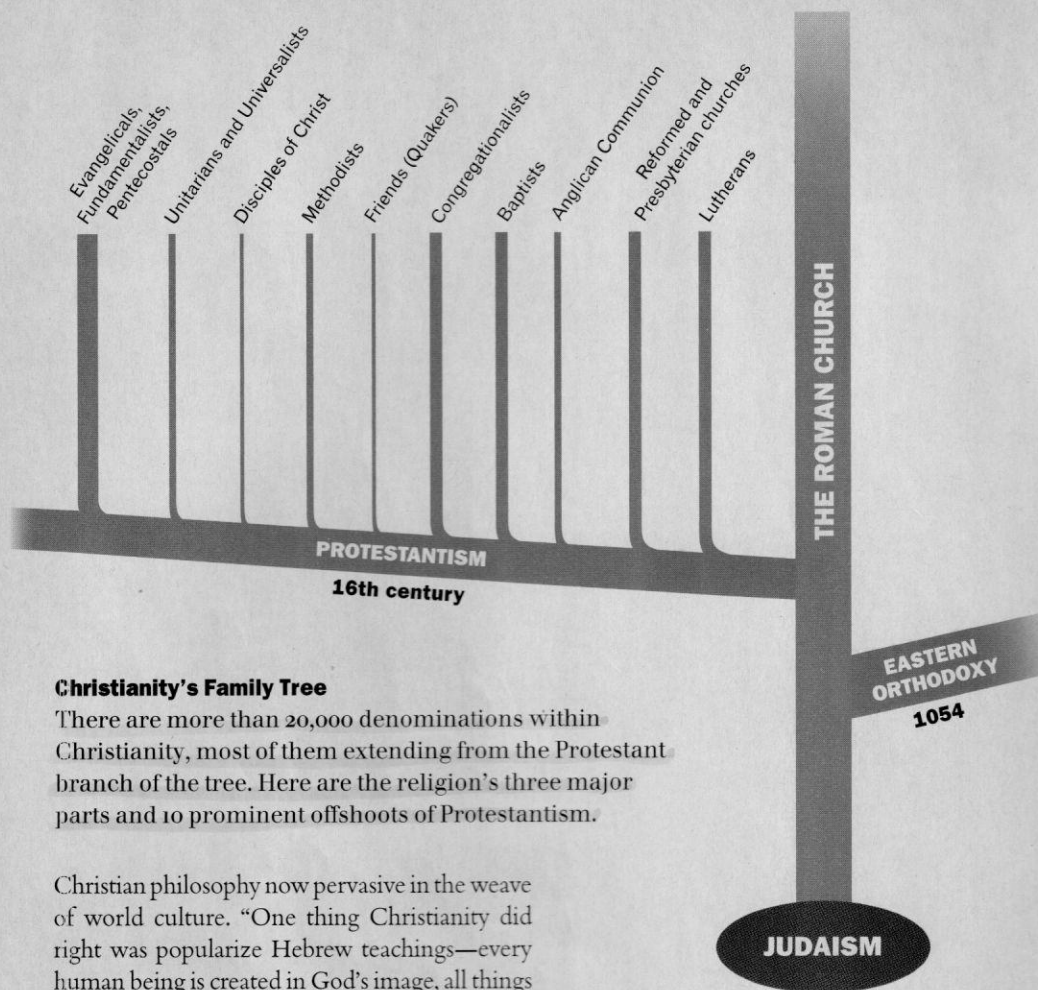 Evangelicals,
Fundamentalists,
Pentecostals
Unitarians and Universalists
Disciples of Christ
Methodists
Friends (Quakers)
Congregationalists
Baptists
Anglican Communion
Reformed and
Presbyterian churches
Lutherans
THE ROMAN CHURCH
PROTESTANTISM
16th century
EASTERN
ORTHODOXY
1054
Christianity's Family Tree
There are more than 20,000 denominations within
Christianity, most of them extending from the Protestant
branch of the tree. Here are the religion's three major
parts and 10 prominent offshoots of Protestantism.
Christian philosophy now pervasive in the weave
of world culture. “One thing Christianity did
right was popularize Hebrew teachings—every
human being is created in God's image, all things
JUDAISM